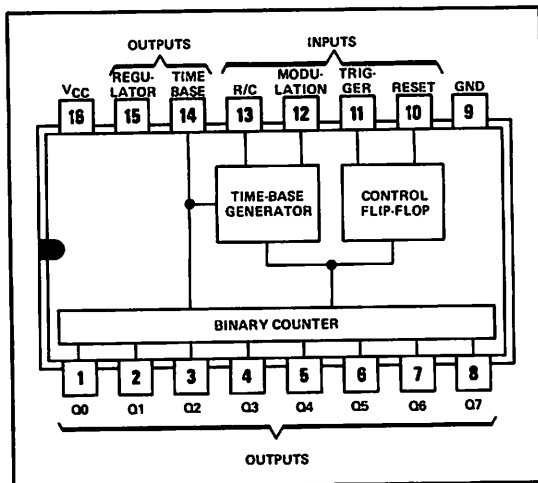 OUTPUTS INPUTS
REGU- TIME MODU- TRIG-
VCC LATOR BASE R/C LATION GER RESET GND
16 15 14 13 12 11 10 9
TIME-BASE CONTROL
GENERATOR FLIP-FLOP
BINARY COUNTER
1 2 3 4 5 6 7 8
Q0 Q1 Q2 Q3 Q4 Q5 Q6 Q7
OUTPUTS